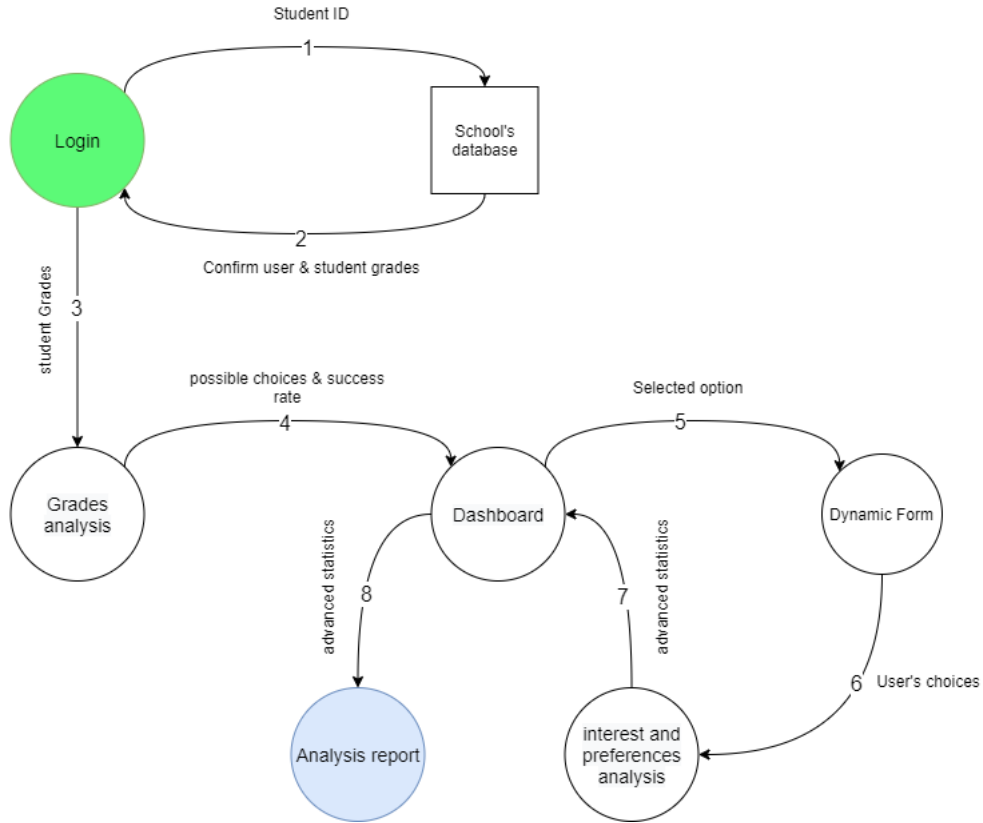 Student ID
1
Login
School's
database
2
Confirm user & student grades
student Grades
3
possible choices & success
rate
4
Selected option
5
Grades
analysis
Dashboard
Dynamic Form
advanced statistics
8
7
advanced statistics
6
User's choices
Analysis report
interest and
preferences
analysis